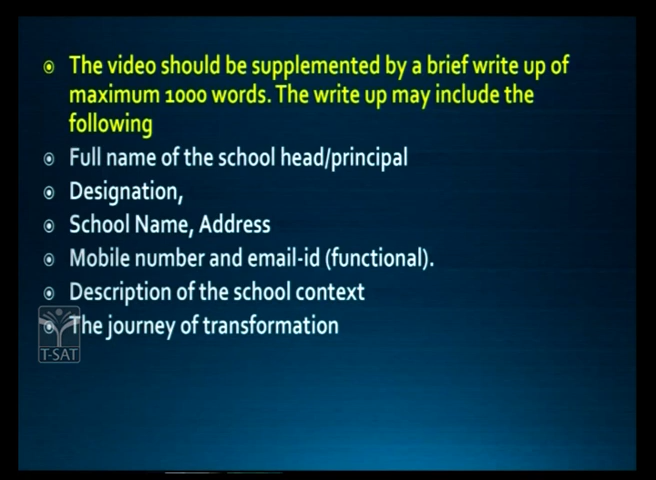 The video should be supplemented by a brief write up of
maximum 1000 words. The write up may include the
following
Full name of the school head/principal
Designation,
School Name, Address
Mobile number and email-id (functional).
Description of the school context
The journey of transformation
T-SAT